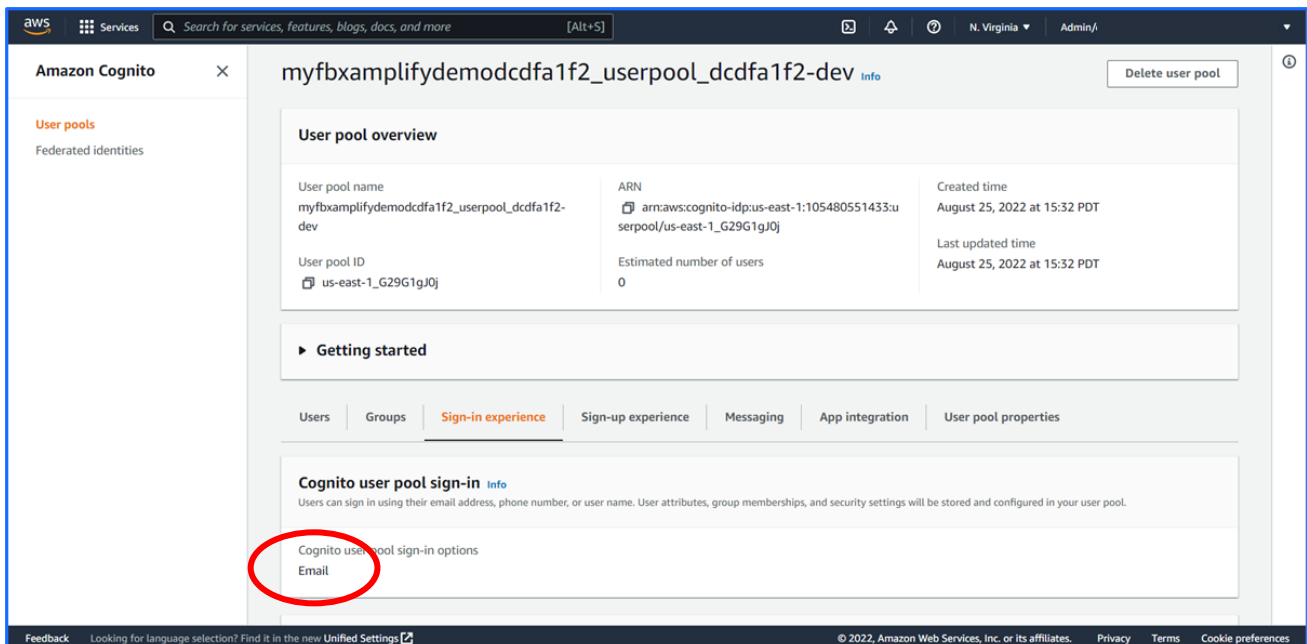 aws
Services
Search for services, features, blogs, docs, and more
[Alt+S]
N. Virginia
Admin/
Amazon Cognito
User pools
Federated identities
myfbxamplifydemodcdfa1f2_userpool_dcdfa1f2-dev Info
Delete user pool
User pool overview
User pool name
myfbxamplifydemodcdfa1f2_userpool_dcdfa1f2-
dev
User pool ID
us-east-1_G29G1gJ0j
ARN
arn:aws:cognito-idp:us-east-1:105480551433:u
serpool/us-east-1_G29G1gJ0j
Estimated number of users
0
Created time
August 25, 2022 at 15:32 PDT
Last updated time
August 25, 2022 at 15:32 PDT
Getting started
Users
Groups
Sign-in experience
Sign-up experience
Messaging
App integration
User pool properties
Cognito user pool sign-in Info
Users can sign in using their email address, phone number, or user name. User attributes, group memberships, and security settings will be stored and configured in your user pool.
Cognito user pool sign-in options
Email
Feedback
Looking for language selection? Find it in the new Unified Settings
© 2022, Amazon Web Services, Inc. or its affiliates.
Privacy
Terms
Cookie preferences